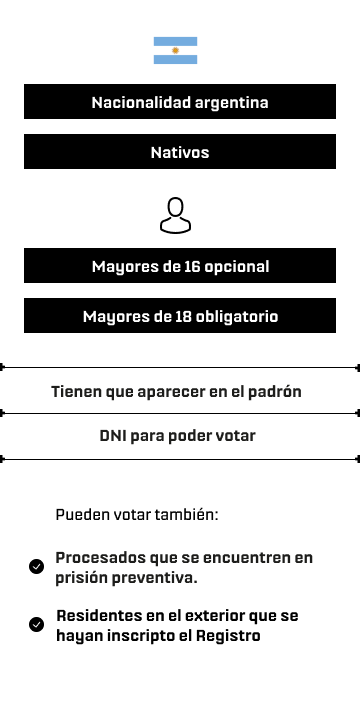 Nacionalidad argentina
Nativos
Mayores de 16 opcional
Mayores de 18 obligatorio
Tienen que aparecer en el padrón
DNI para poder votar
Pueden votar también:
Procesados que se encuentren en
prisión preventiva.
Residentes en el exterior que se
hayan inscripto el Registro